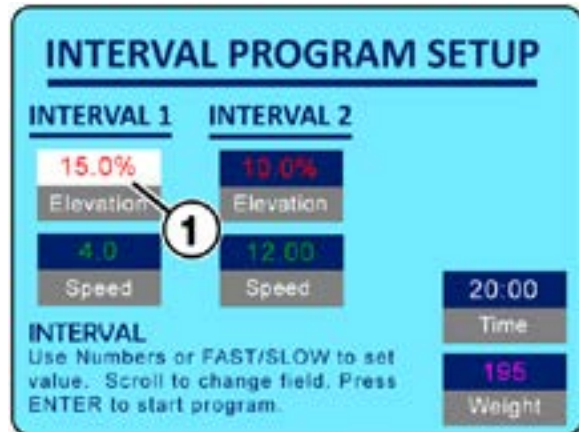 INTERVAL PROGRAM SETUP
INTERVAL 1 INTERVAL 2
15.0% 10.0%
Elevation Elevation
1
4.0 12.00
Speed Speed
20:00
Time
INTERVAL
Use Numbers or FAST/SLOW to set
value. Scroll to change field. Press
ENTER to start program.
195
Weight